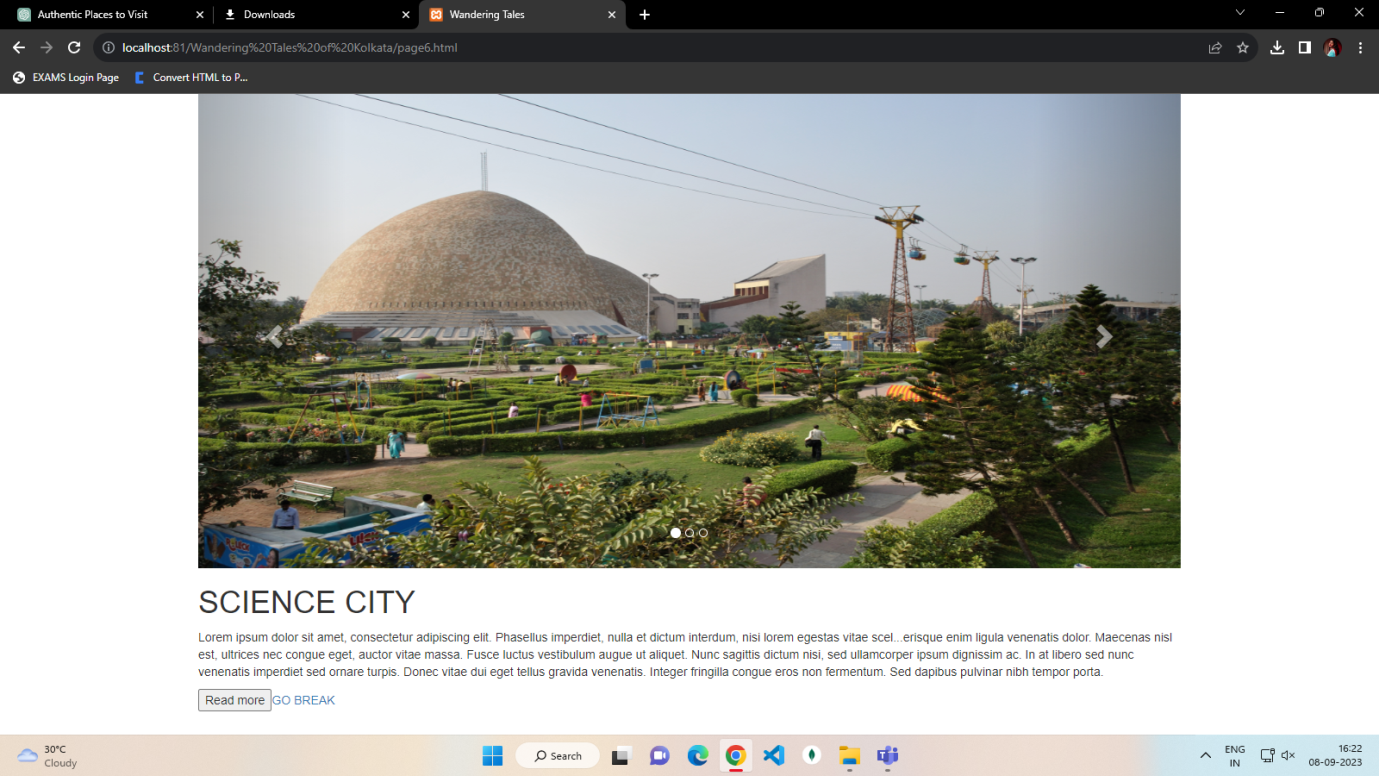 Authentic Places to Visit
Downloads
Wandering Tales
localhost:81/Wandering%20Tales%20of%20Kolkata/page6.html
EXAMS Login Page
Convert HTML to P...
SCIENCE CITY
Lorem ipsum dolor sit amet, consectetur adipiscing elit. Phasellus imperdiet, nulla et dictum interdum, nisi lorem egestas vitae scel...erisque enim ligula venenatis dolor. Maecenas nisl
est, ultrices nec congue eget, auctor vitae massa. Fusce luctus vestibulum augue ut aliquet. Nunc sagittis dictum nisi, sed ullamcorper ipsum dignissim ac. In at libero sed nunc
venenatis imperdiet sed ornare turpis. Donec vitae dui eget tellus gravida venenatis. Integer fringilla congue eros non fermentum. Sed dapibus pulvinar nibh tempor porta.
Read more GO BREAK
30°C
Cloudy
Search
ENG
IN
16:22
08-09-2023